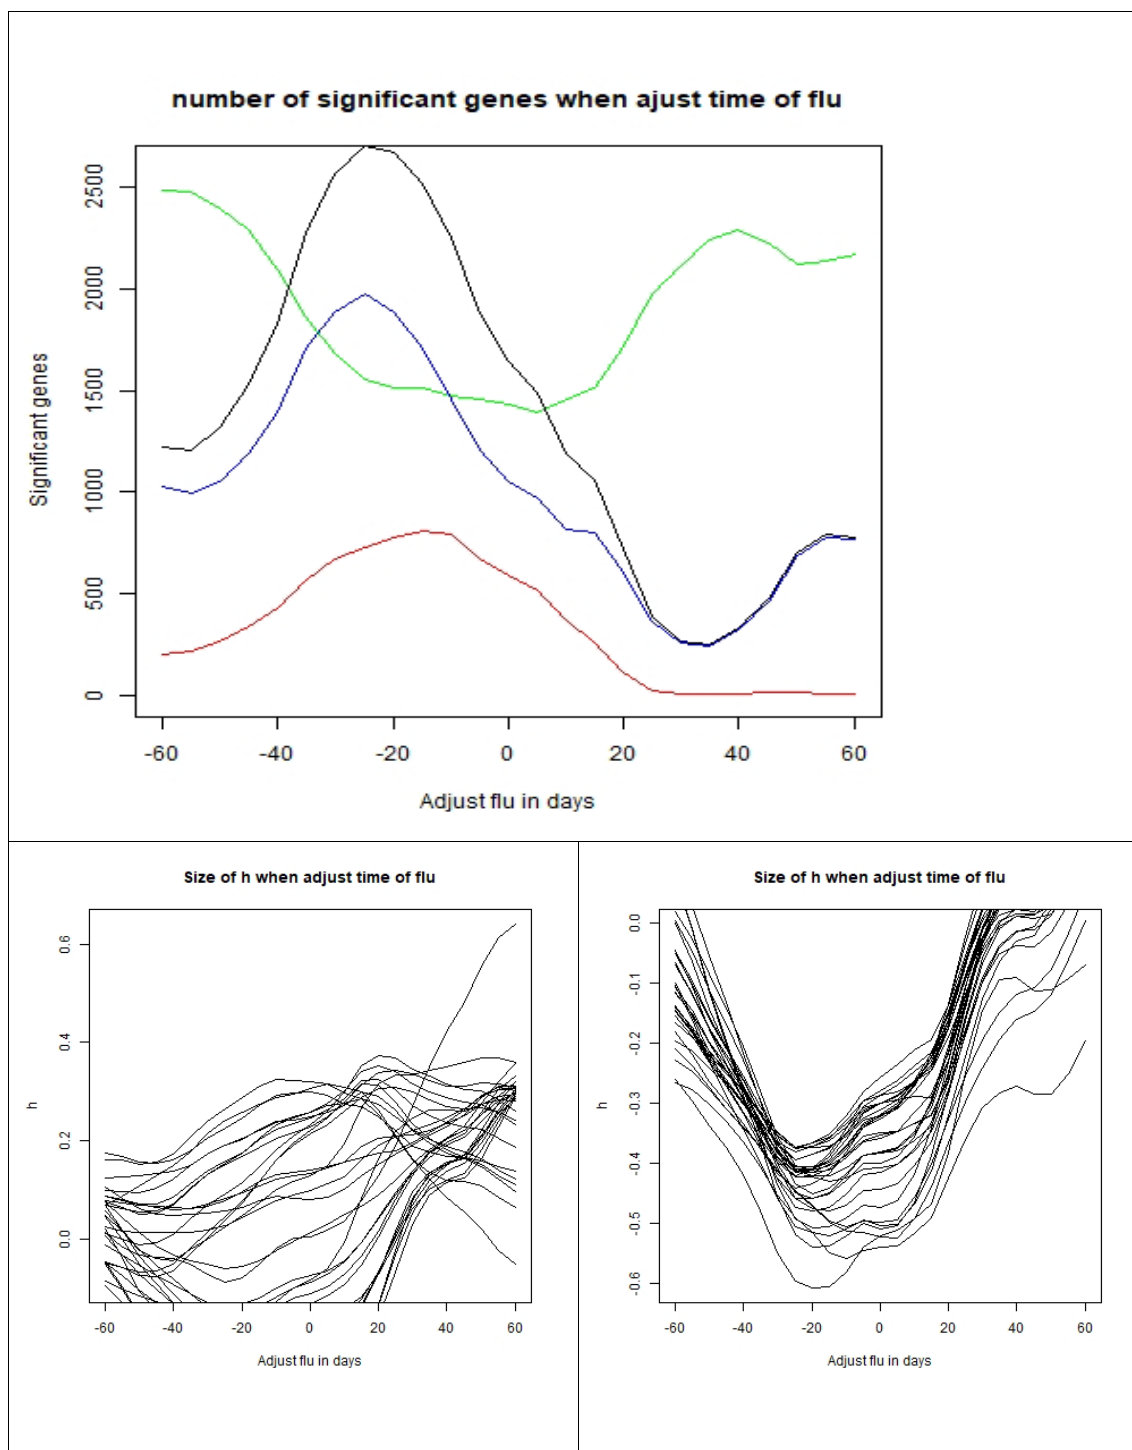 number of significant genes when ajust time of flu
Significant genes
2500
2000
1500
1000
500
0
-60 -40 -20 0 20 40 60
Adjust flu in days
Size of h when adjust time of flu
h
0.6
0.4
0.2
0.0
-60 -40 -20 0 20 40 60
Adjust flu in days
Size of h when adjust time of flu
h
0.0
-0.1
-0.2
-0.3
-0.4
-0.5
-0.6
-60 -40 -20 0 20 40 60
Adjust flu in days